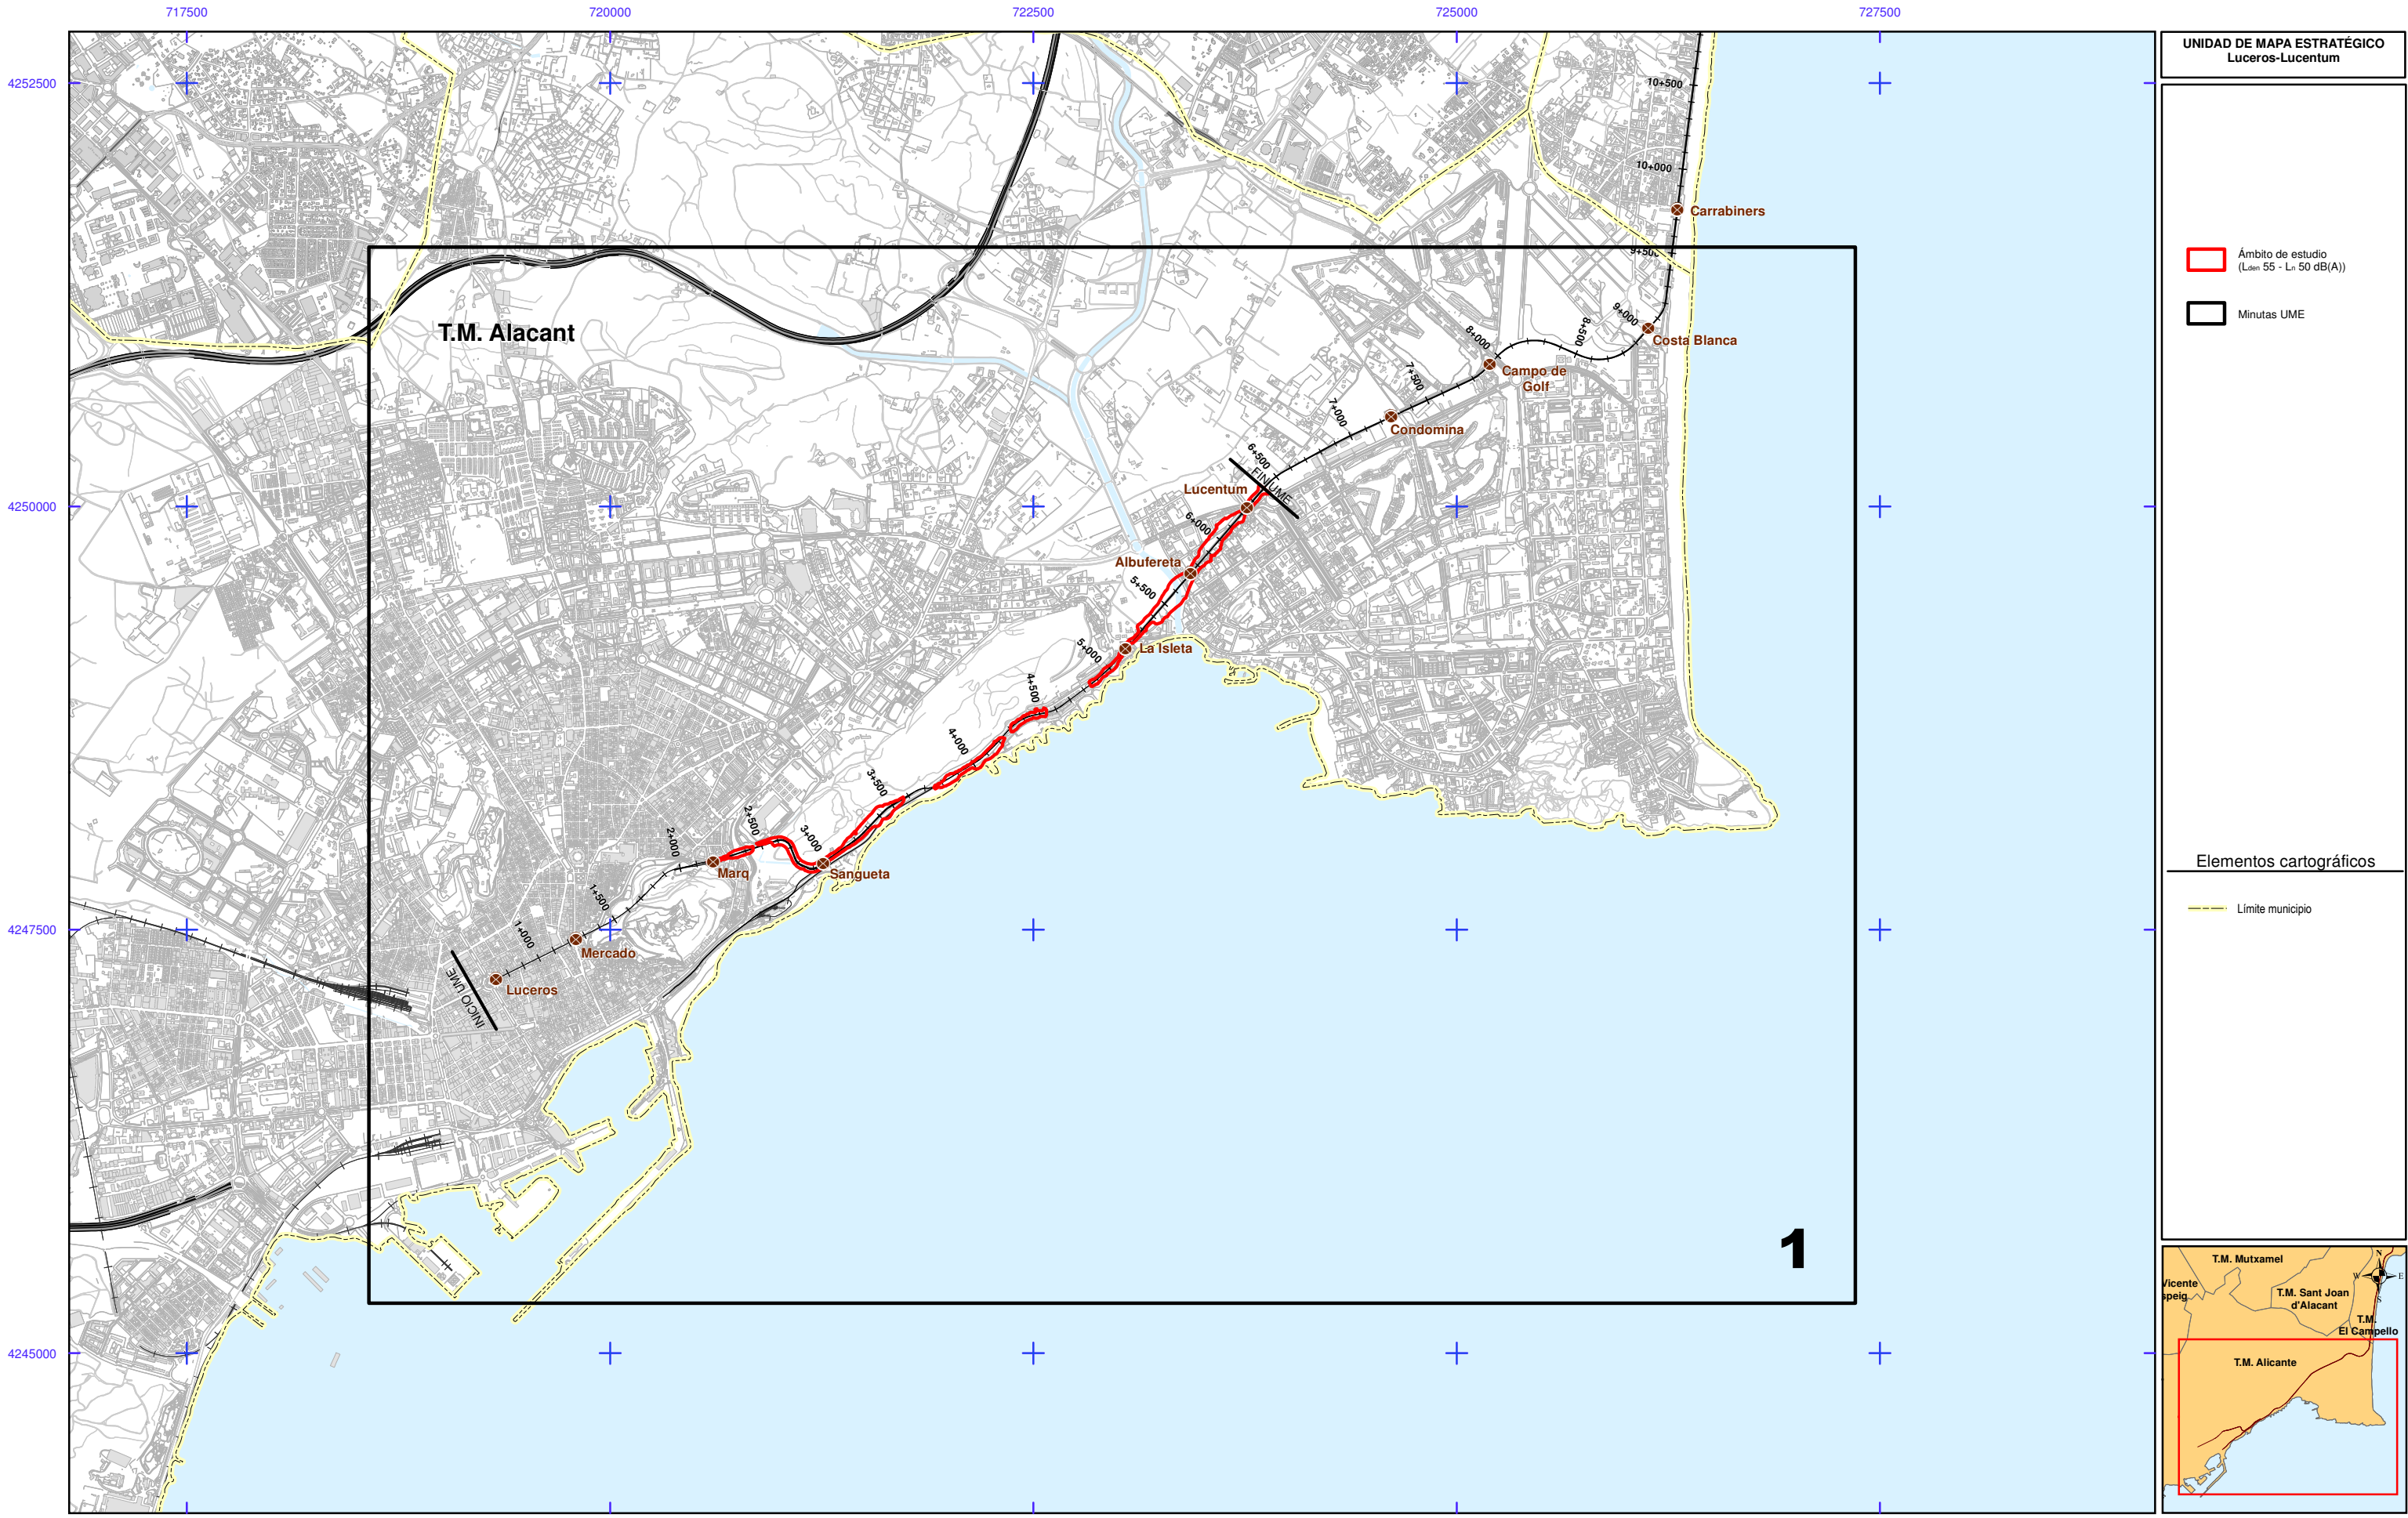 717500
720000
722500
725000
727500
4252500
4250000
4247500
4245000
UNIDAD DE MAPA ESTRATÉGICO
Luceros-Lucentum
Ámbito de estudio
(Lden 55 - Ln 50 dB(A))
Minutas UME
Elementos cartográficos
Límite municipio
T.M. Alacant
10+500
10+000
Carrabiners
9+500
9+000
Costa Blanca
8+500
8+000
Campo de
Golf
7+500
7+000
Condomina
6+500
FIN UME
Lucentum
6+000
Albufereta
5+500
La Isleta
5+000
4+500
4+000
3+500
3+000
Sangueta
2+500
2+000
Marq
1+500
Mercado
1+000
Luceros
INICIO UME
1
T.M. Mutxamel
N
W
E
S
Vicente
speig
T.M. Sant Joan
d'Alacant
T.M.
El Campello
T.M. Alicante